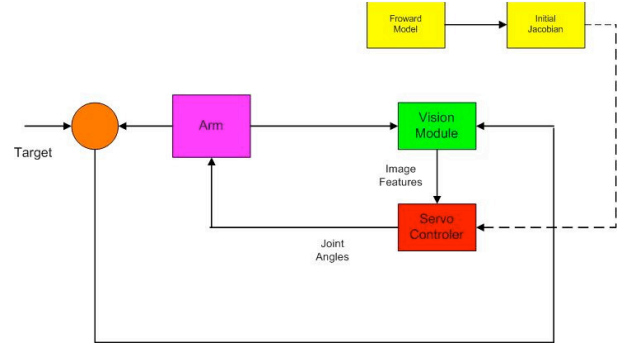 Froward
Model
Initial
Jacobian
Arm
Vision
Module
Target
Image
Features
Servo
Controler
Joint
Angles